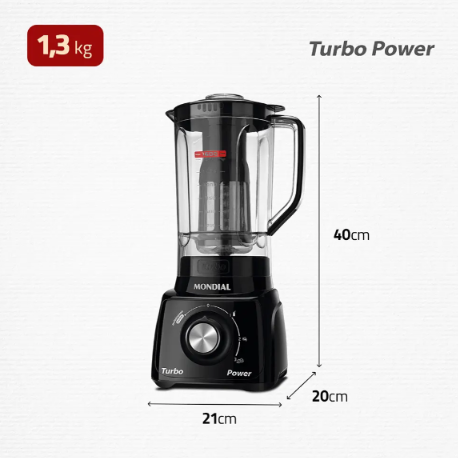 1,3 kg
Turbo Power
40cm
MONDIAL
Turbo Power
20cm
21cm